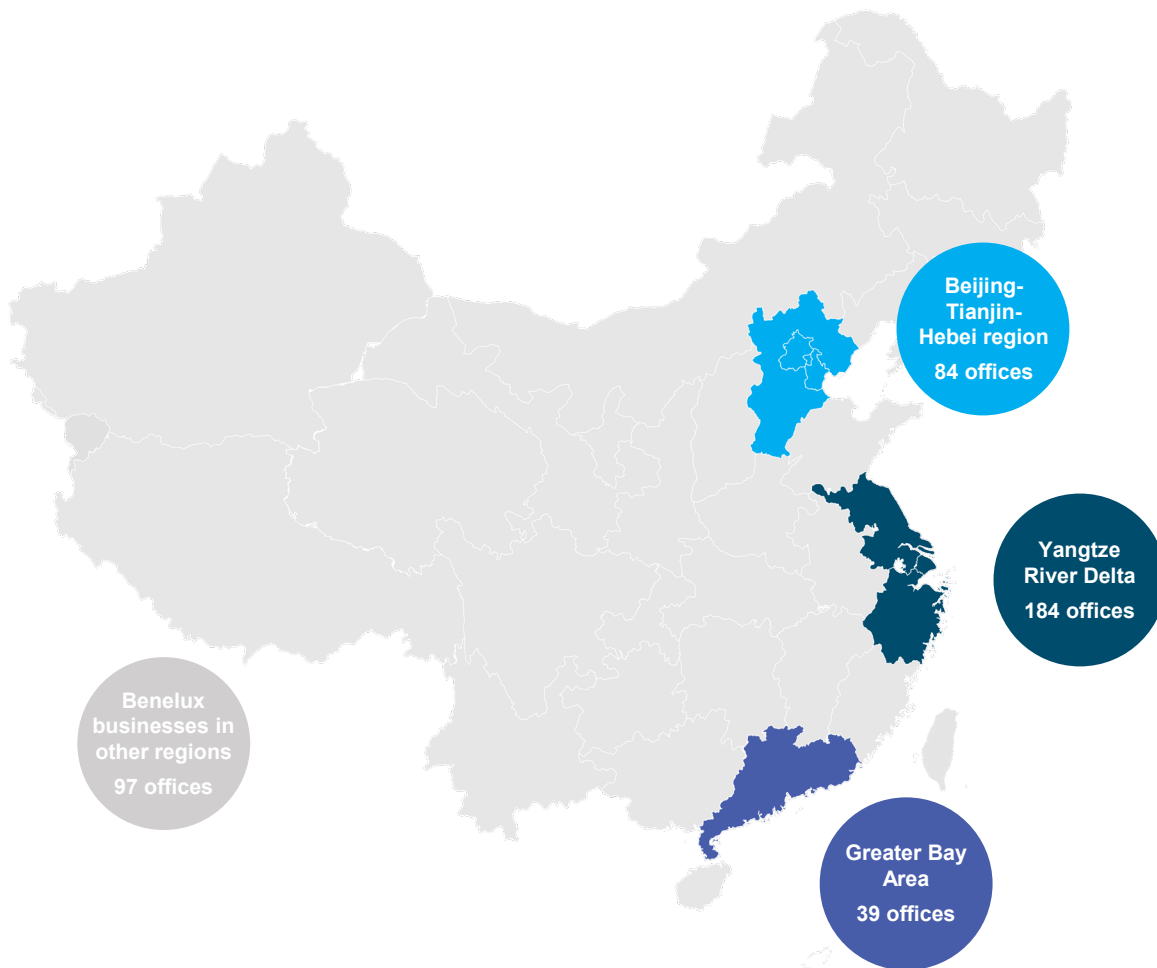 Beijing-
Tianjin-
Hebei region
84 offices
Yangtze
River Delta
184 offices
Benelux
businesses in
other regions
97 offices
Greater Bay
Area
39 offices